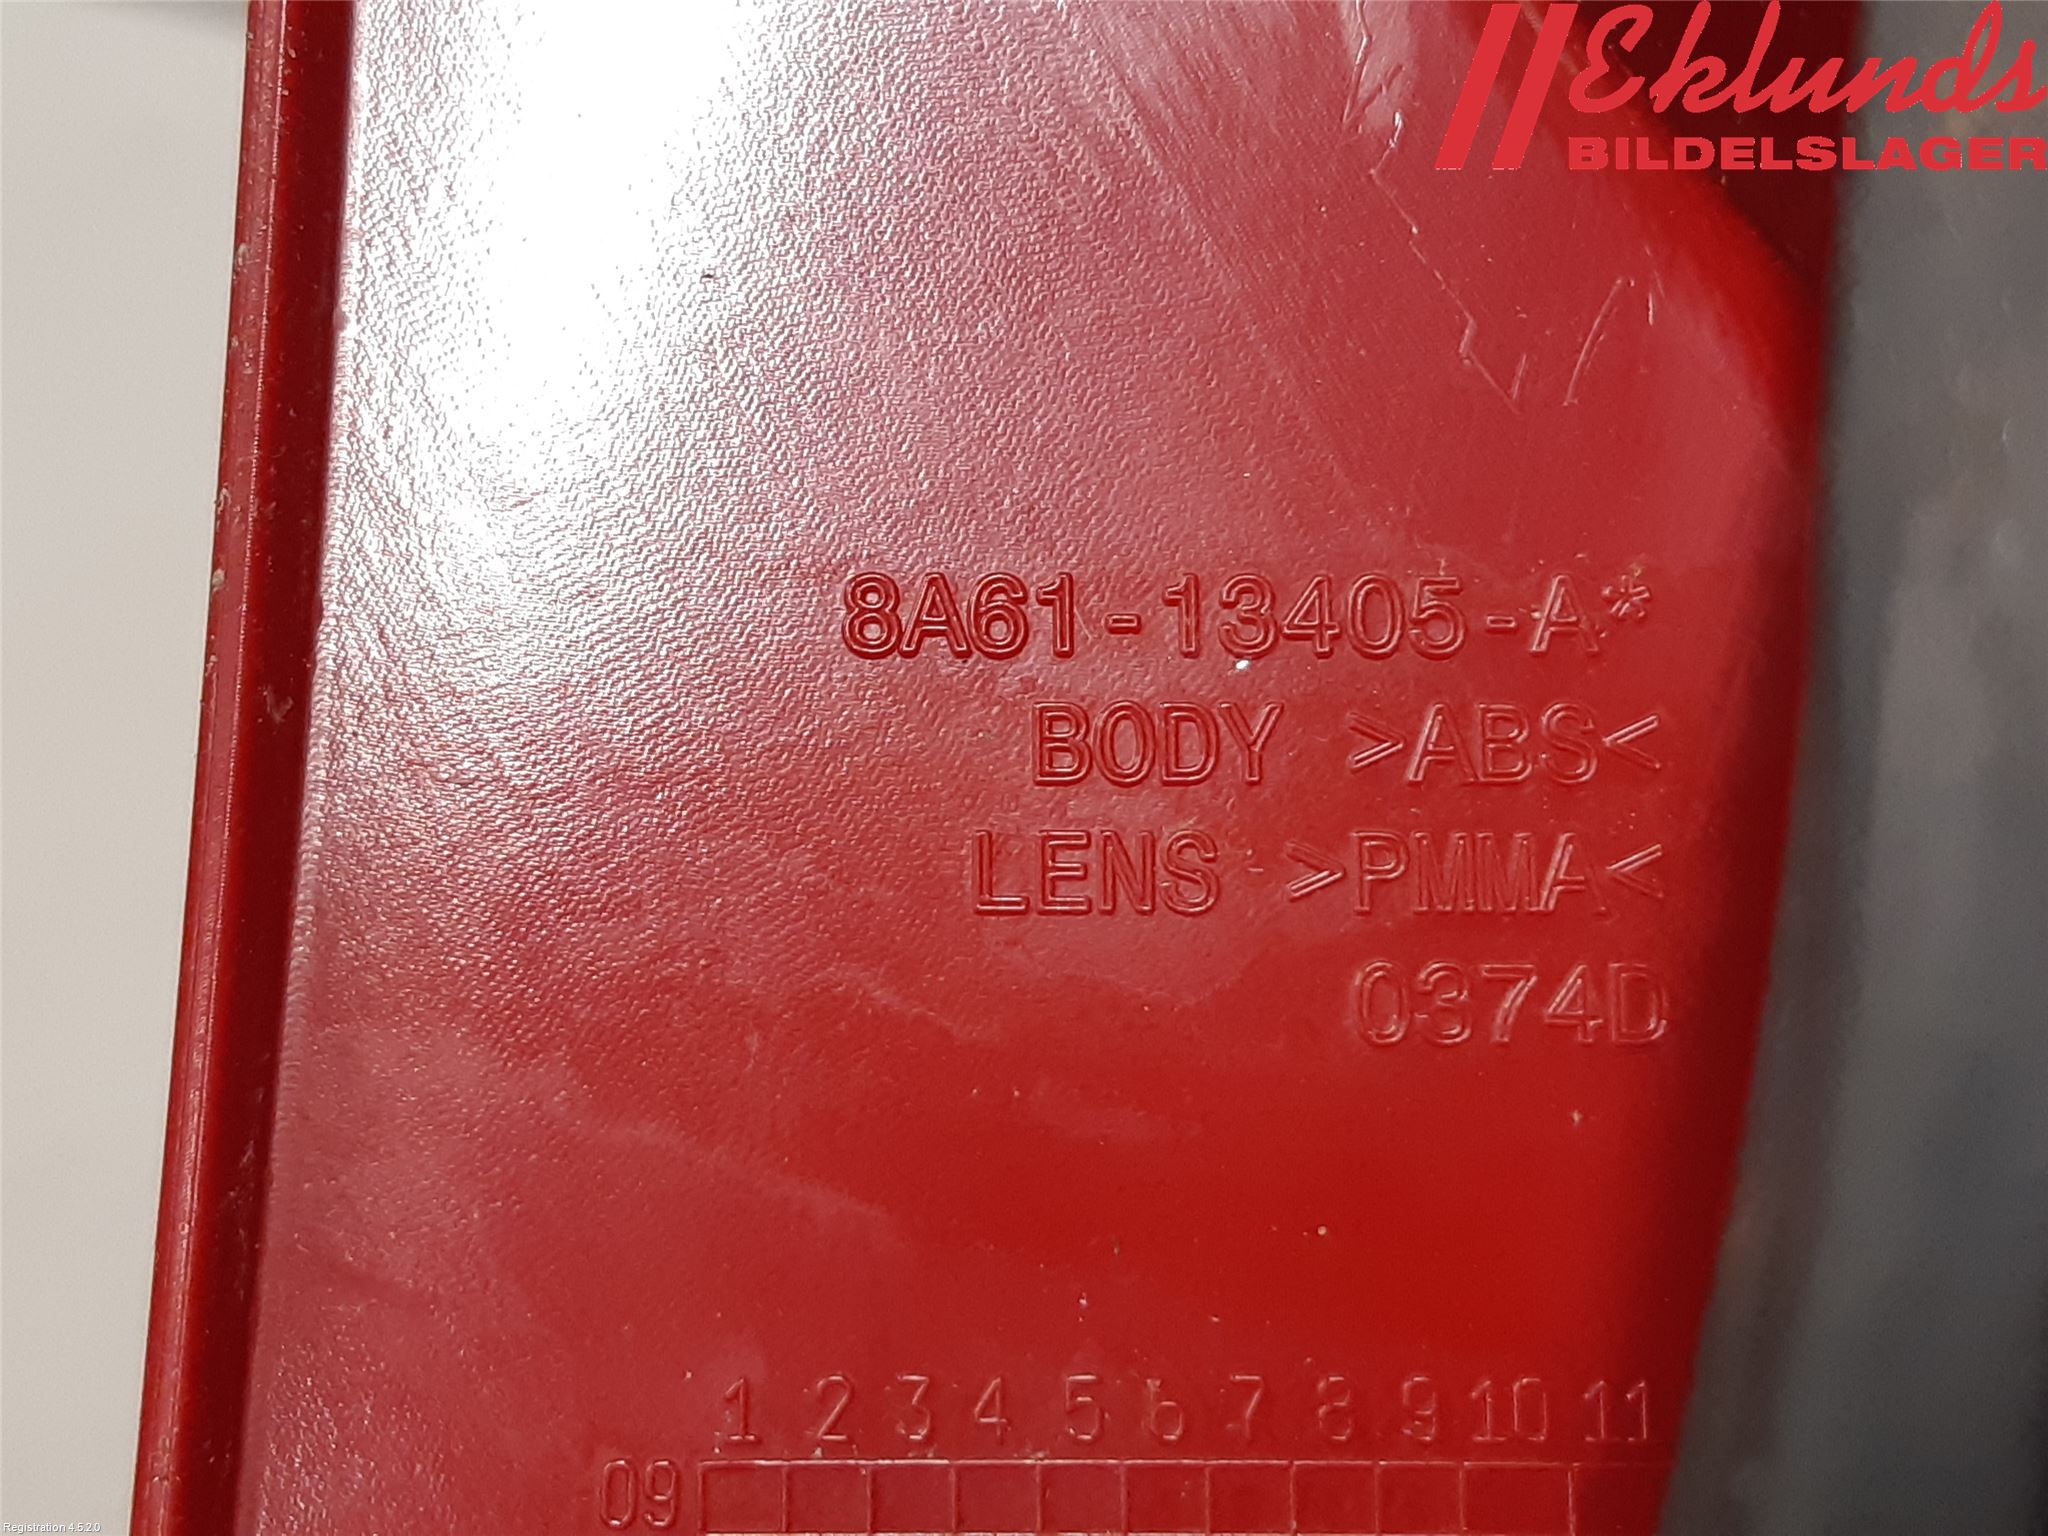 Eklunds
BILDELSLAGER
8A61-13405-A*
BODY >ABS<
LENS >PMMA<
0374D
1 2 3 4 5 6 7 8 9 10 11
09
Registration 4.5.2.0